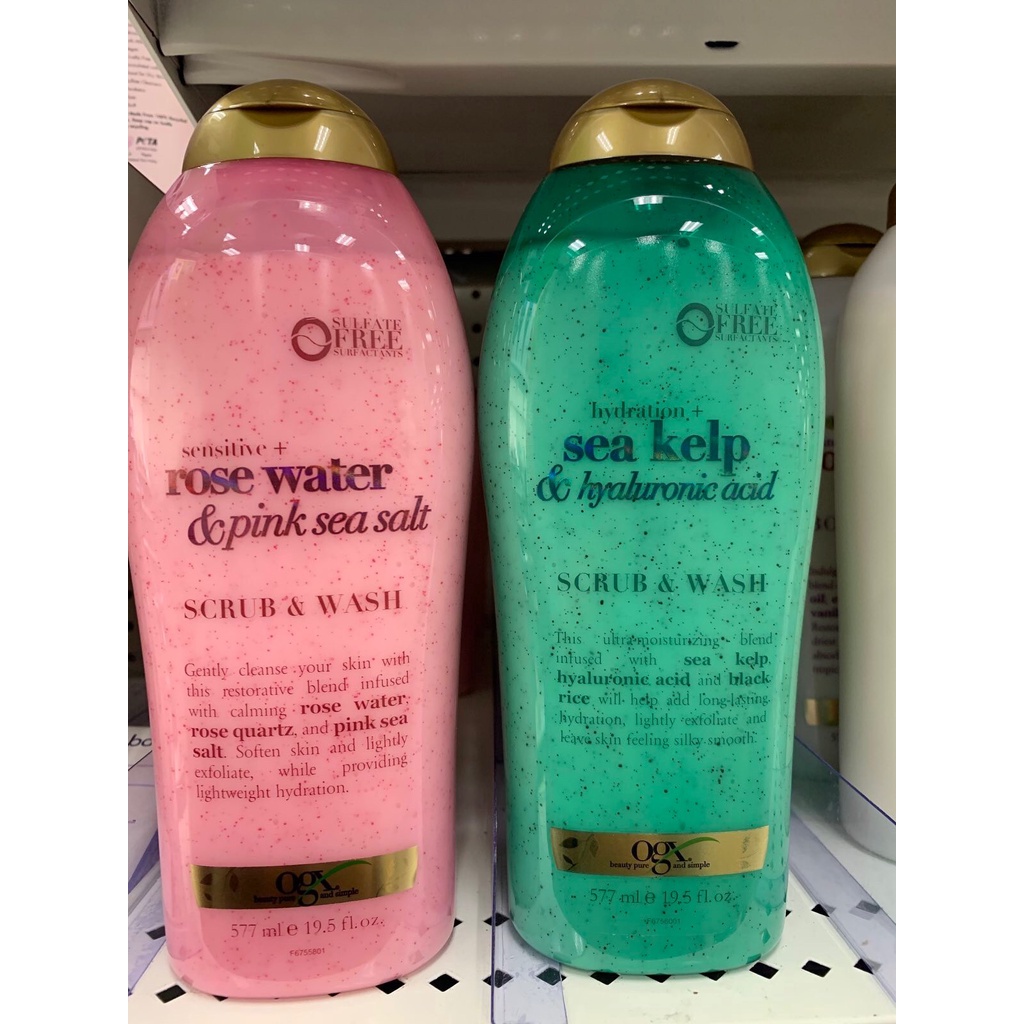 PETA
SULFATE
FREE
SURFACTANTS
sensitive +
rose water
& pink sea salt
SCRUB & WASH
Gently cleanse your skin with
this restorative blend infused
with calming rose water,
rose quartz, and pink sea
salt. Soften skin and lightly
exfoliate, while providing
lightweight hydration.
ogx
beauty pure and simple
577 ml e 19.5 fl. oz.
F6755801
SULFATE
FREE
SURFACTANTS
hydration +
sea kelp
& hyaluronic acid
SCRUB & WASH
This ultra-moisturizing blend
infused with sea kelp,
hyaluronic acid and black
rice will help add long-lasting
hydration, lightly exfoliate and
leave skin feeling silky smooth.
ogx
beauty pure and simple
577 ml e 19.5 fl. oz.